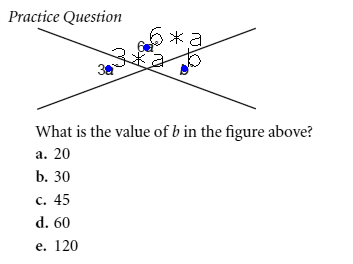 Practice Question
6 * a
6a°
3 * a
3a°
b
What is the value of b in the figure above?
a. 20
b. 30
c. 45
d. 60
e. 120